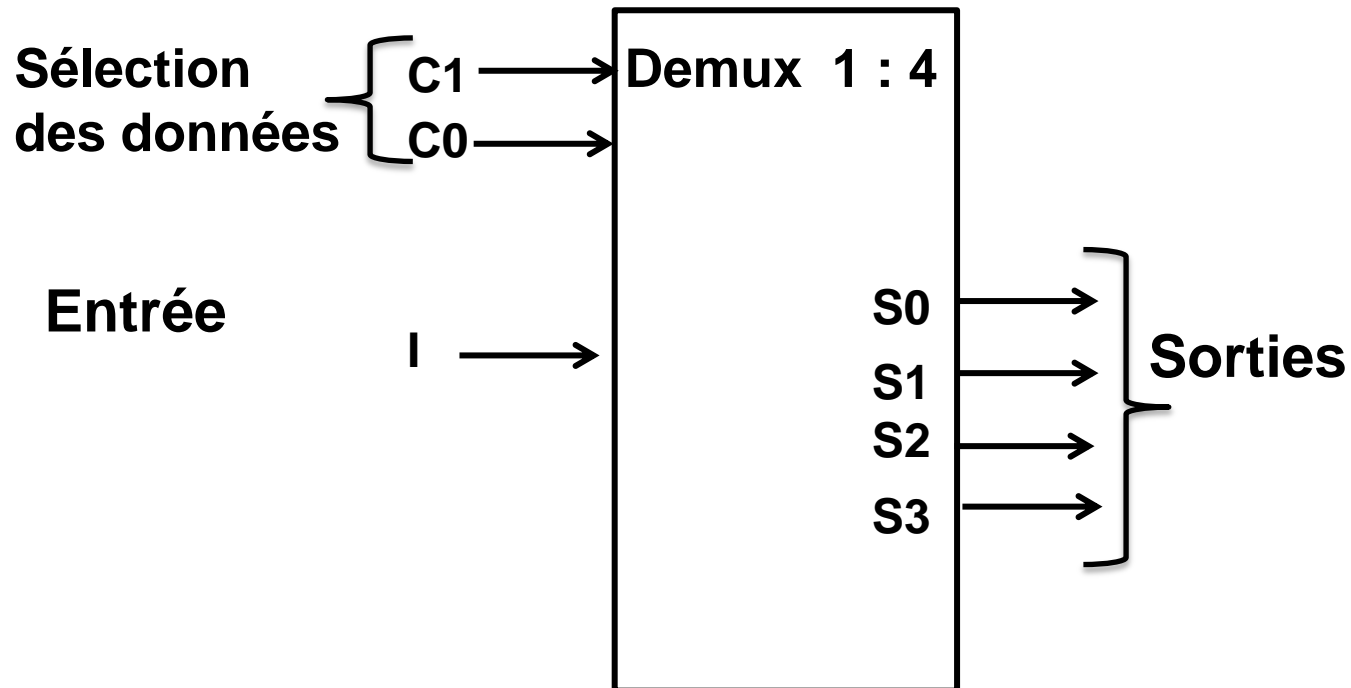 Sélection
des données
C1
C0
Demux 1 : 4
Entrée
I
S0
S1
S2
S3
Sorties